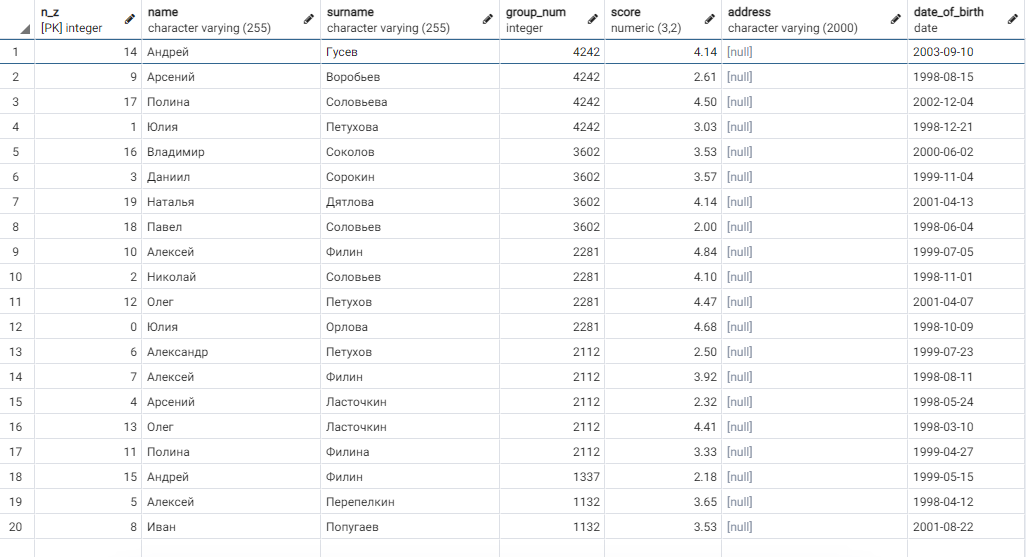 n_z name surname group_num score address date_of_birth
[PK] integer character varying (255) character varying (255) integer numeric (3,2) character varying (2000) date
1 14 Андрей Гусев 4242 4.14 [null] 2003-09-10
2 9 Арсений Воробьев 4242 2.61 [null] 1998-08-15
3 17 Полина Соловьева 4242 4.50 [null] 2002-12-04
4 1 Юлия Петухова 4242 3.03 [null] 1998-12-21
5 16 Владимир Соколов 3602 3.53 [null] 2000-06-02
6 3 Даниил Сорокин 3602 3.57 [null] 1999-11-04
7 19 Наталья Дятлова 3602 4.14 [null] 2001-04-13
8 18 Павел Соловьев 3602 2.00 [null] 1998-06-04
9 10 Алексей Филин 2281 4.84 [null] 1999-07-05
10 2 Николай Соловьев 2281 4.10 [null] 1998-11-01
11 12 Олег Петухов 2281 4.47 [null] 2001-04-07
12 0 Юлия Орлова 2281 4.68 [null] 1998-10-09
13 6 Александр Петухов 2112 2.50 [null] 1999-07-23
14 7 Алексей Филин 2112 3.92 [null] 1998-08-11
15 4 Арсений Ласточкин 2112 2.32 [null] 1998-05-24
16 13 Олег Ласточкин 2112 4.41 [null] 1998-03-10
17 11 Полина Филина 2112 3.33 [null] 1999-04-27
18 15 Андрей Филин 1337 2.18 [null] 1999-05-15
19 5 Алексей Перепелкин 1132 3.65 [null] 1998-04-12
20 8 Иван Попугаев 1132 3.53 [null] 2001-08-22